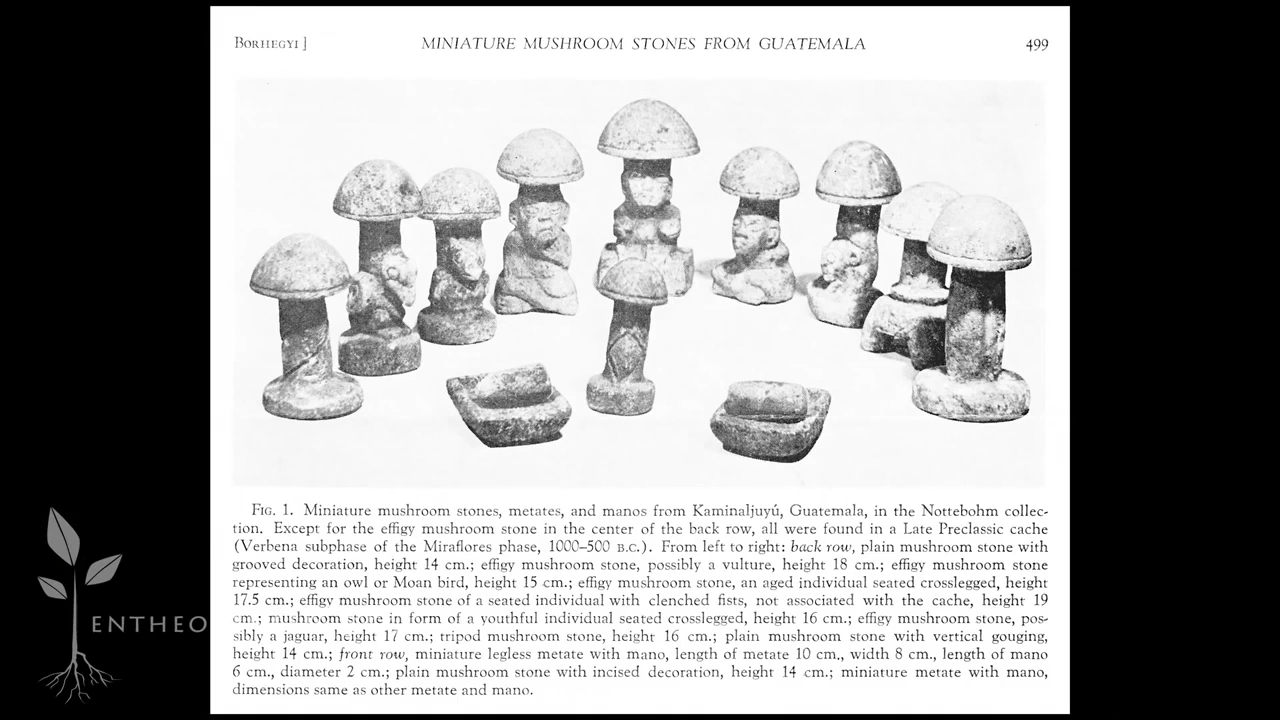 BORHEGYI ]
MINIATURE MUSHROOM STONES FROM GUATEMALA
499
FIG. 1. Miniature mushroom stones, metates, and manos from Kaminaljuyú, Guatemala, in the Nottebohm collec-
tion. Except for the effigy mushroom stone in the center of the back row, all were found in a Late Preclassic cache
(Verbena subphase of the Miraflores phase, 1000–500 B.C.). From left to right: back row, plain mushroom stone with
grooved decoration, height 14 cm.; effigy mushroom stone, possibly a vulture, height 18 cm.; effigy mushroom stone
representing an owl or Moan bird, height 15 cm.; effigy mushroom stone, an aged individual seated crosslegged, height
17.5 cm.; effigy mushroom stone of a seated individual with clenched fists, not associated with the cache, height 19
cm.; mushroom stone in form of a youthful individual seated crosslegged, height 16 cm.; effigy mushroom stone, pos-
sibly a jaguar, height 17 cm.; tripod mushroom stone, height 16 cm.; plain mushroom stone with vertical gouging,
height 14 cm.; front row, miniature legless metate with mano, length of metate 10 cm., width 8 cm., length of mano
6 cm., diameter 2 cm.; plain mushroom stone with incised decoration, height 14 cm.; miniature metate with mano,
dimensions same as other metate and mano.
ENTHEO